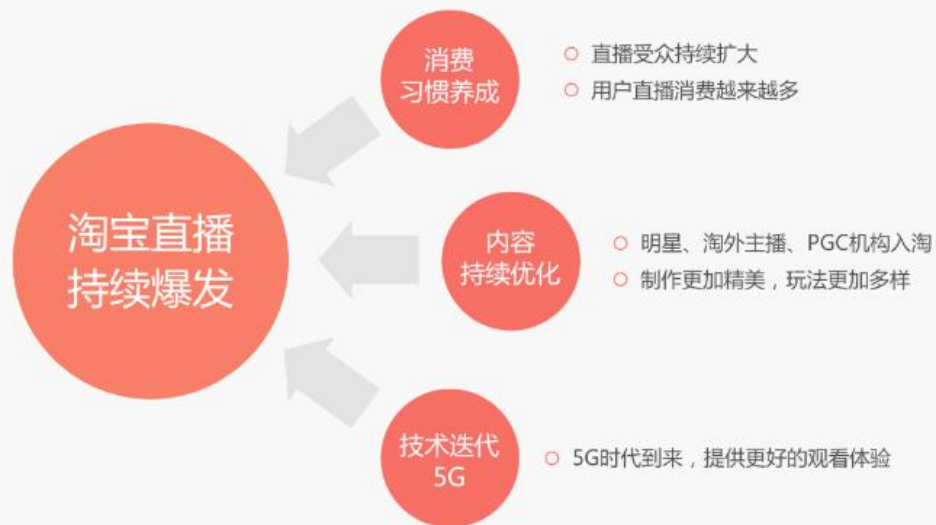 消费
习惯养成
直播受众持续扩大
用户直播消费越来越多
淘宝直播
持续爆发
内容
持续优化
明星、淘外主播、PGC机构入淘
制作更加精美，玩法更加多样
技术迭代
5G
5G时代到来，提供更好的观看体验